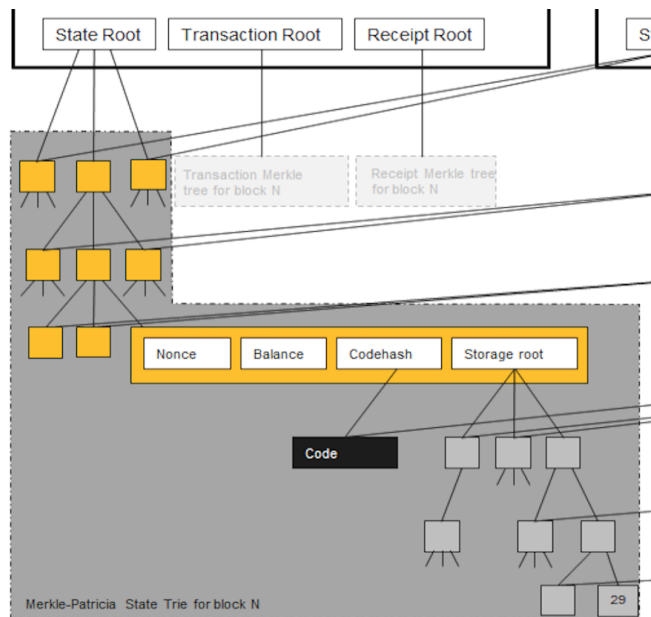 State Root
Transaction Root
Receipt Root
Transaction Merkle
tree for block N
Receipt Merkle tree
for block N
Nonce
Balance
Codehash
Storage root
Code
29
Merkle-Patricia State Trie for block N